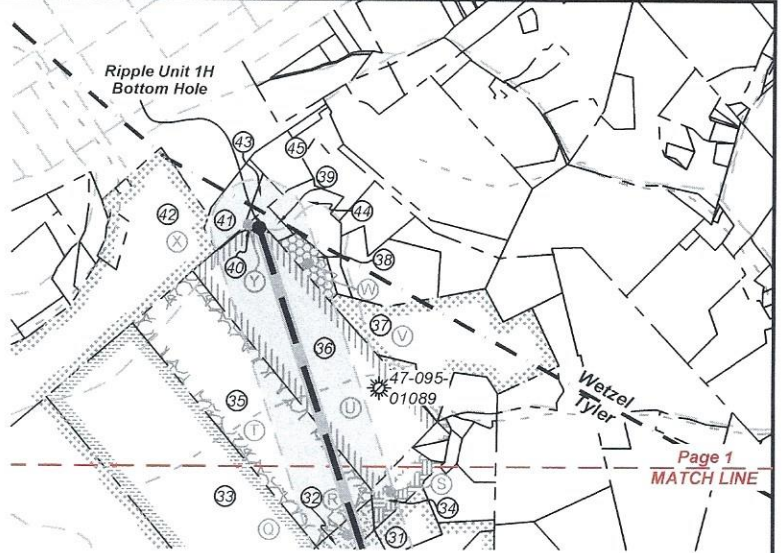 Ripple Unit 1H
Bottom Hole
43
45
39
42
41
44
X
40
38
Y
W
37
V
36
47-095-
01089
35
U
Wetzel
Tyler
T
Page 1
MATCH LINE
33
32
R
S
34
Q
31